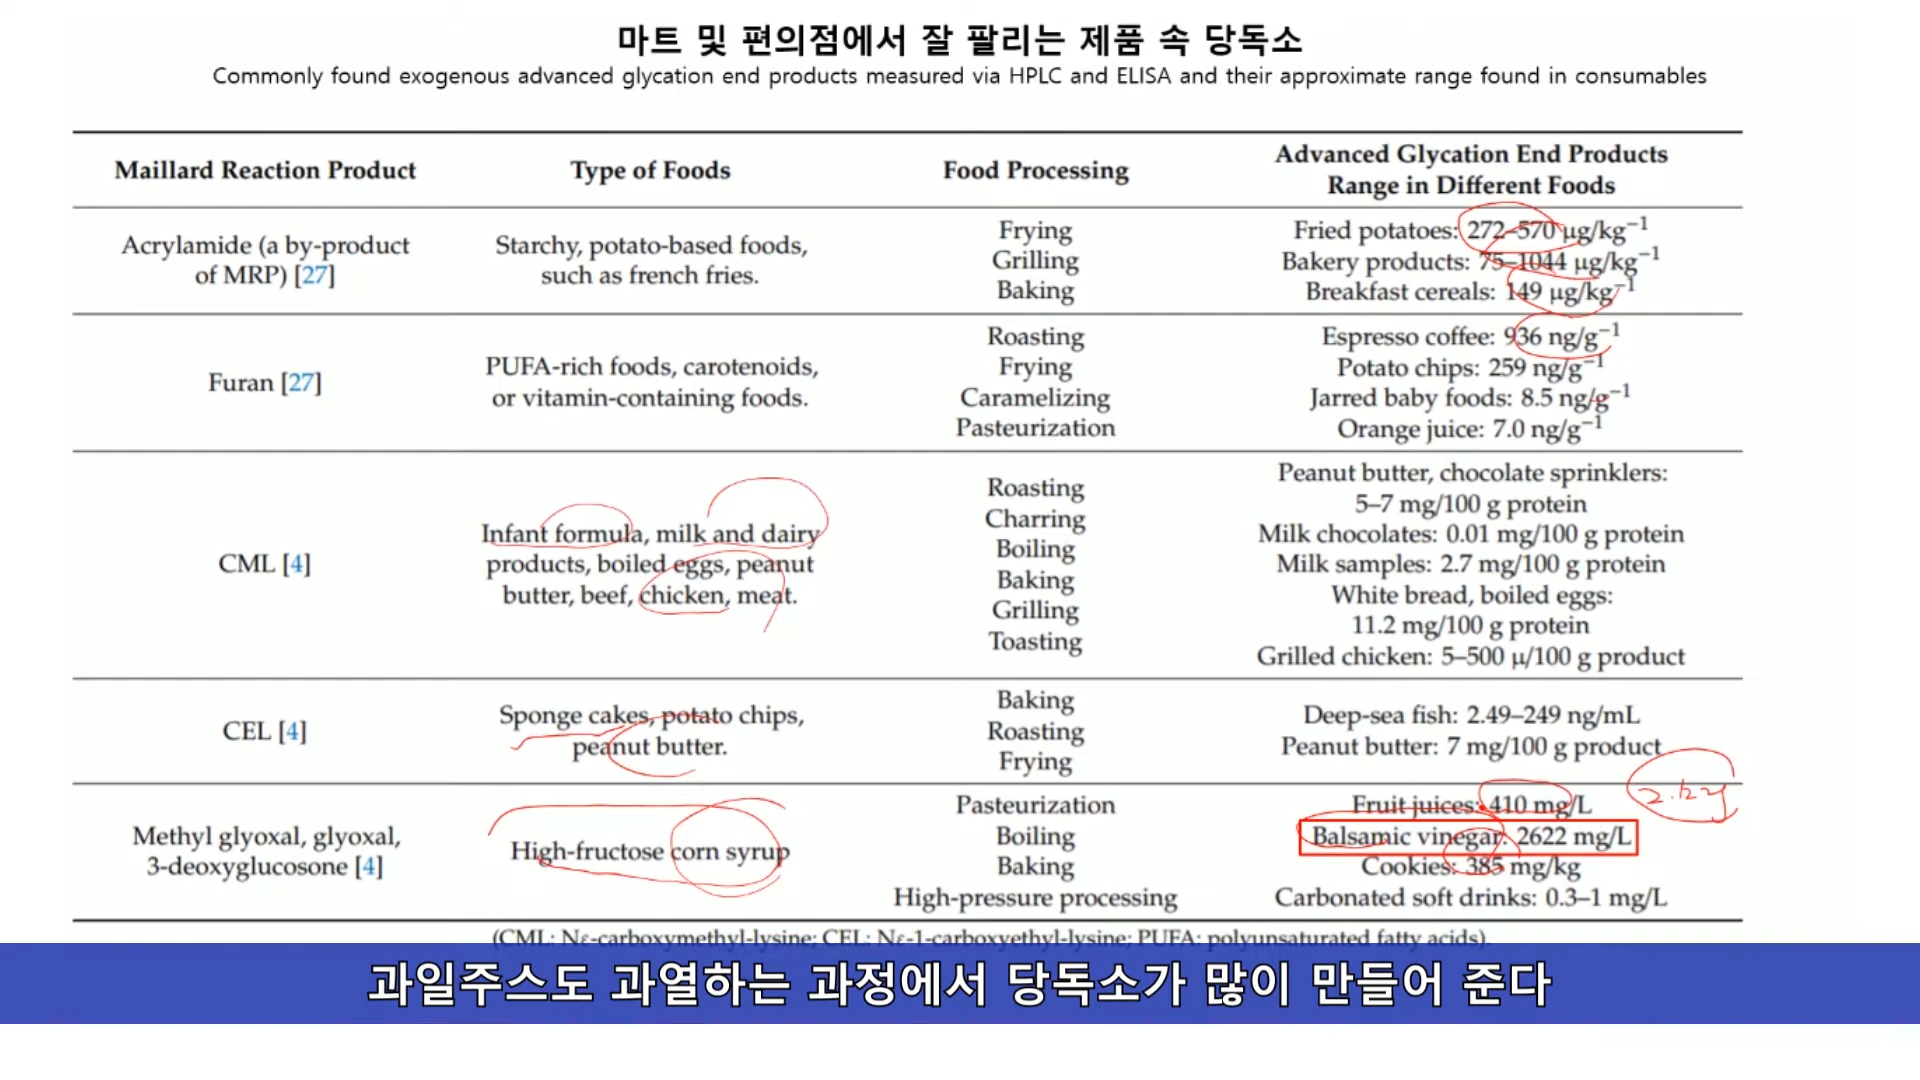 마트 및 편의점에서 잘 팔리는 제품 속 당독소
Commonly found exogenous advanced glycation end products measured via HPLC and ELISA and their approximate range found in consumables
Maillard Reaction Product
Type of Foods
Food Processing
Advanced Glycation End Products
Range in Different Foods
Acrylamide (a by-product
of MRP) [27]
Starchy, potato-based foods,
such as french fries.
Frying
Grilling
Baking
Fried potatoes: 272–570 µg/kg⁻¹
Bakery products: 75–1044 µg/kg⁻¹
Breakfast cereals: 149 µg/kg⁻¹
Furan [27]
PUFA-rich foods, carotenoids,
or vitamin-containing foods.
Roasting
Frying
Caramelizing
Pasteurization
Espresso coffee: 936 ng/g⁻¹
Potato chips: 259 ng/g⁻¹
Jarred baby foods: 8.5 ng/g⁻¹
Orange juice: 7.0 ng/g⁻¹
CML [4]
Infant formula, milk and dairy
products, boiled eggs, peanut
butter, beef, chicken, meat.
Roasting
Charring
Boiling
Baking
Grilling
Toasting
Peanut butter, chocolate sprinklers:
5–7 mg/100 g protein
Milk chocolates: 0.01 mg/100 g protein
Milk samples: 2.7 mg/100 g protein
White bread, boiled eggs:
11.2 mg/100 g protein
Grilled chicken: 5–500 µ/100 g product
CEL [4]
Sponge cakes, potato chips,
peanut butter.
Baking
Roasting
Frying
Deep-sea fish: 2.49–249 ng/mL
Peanut butter: 7 mg/100 g product
Methyl glyoxal, glyoxal,
3-deoxyglucosone [4]
High-fructose corn syrup
Pasteurization
Boiling
Baking
High-pressure processing
Fruit juices: 410 mg/L
Balsamic vinegar: 2622 mg/L
Cookies: 385 mg/kg
Carbonated soft drinks: 0.3–1 mg/L
(CML: Nε-carboxymethyl-lysine; CEL: Nε-1-carboxyethyl-lysine; PUFA: polyunsaturated fatty acids).
과일주스도 과열하는 과정에서 당독소가 많이 만들어 준다